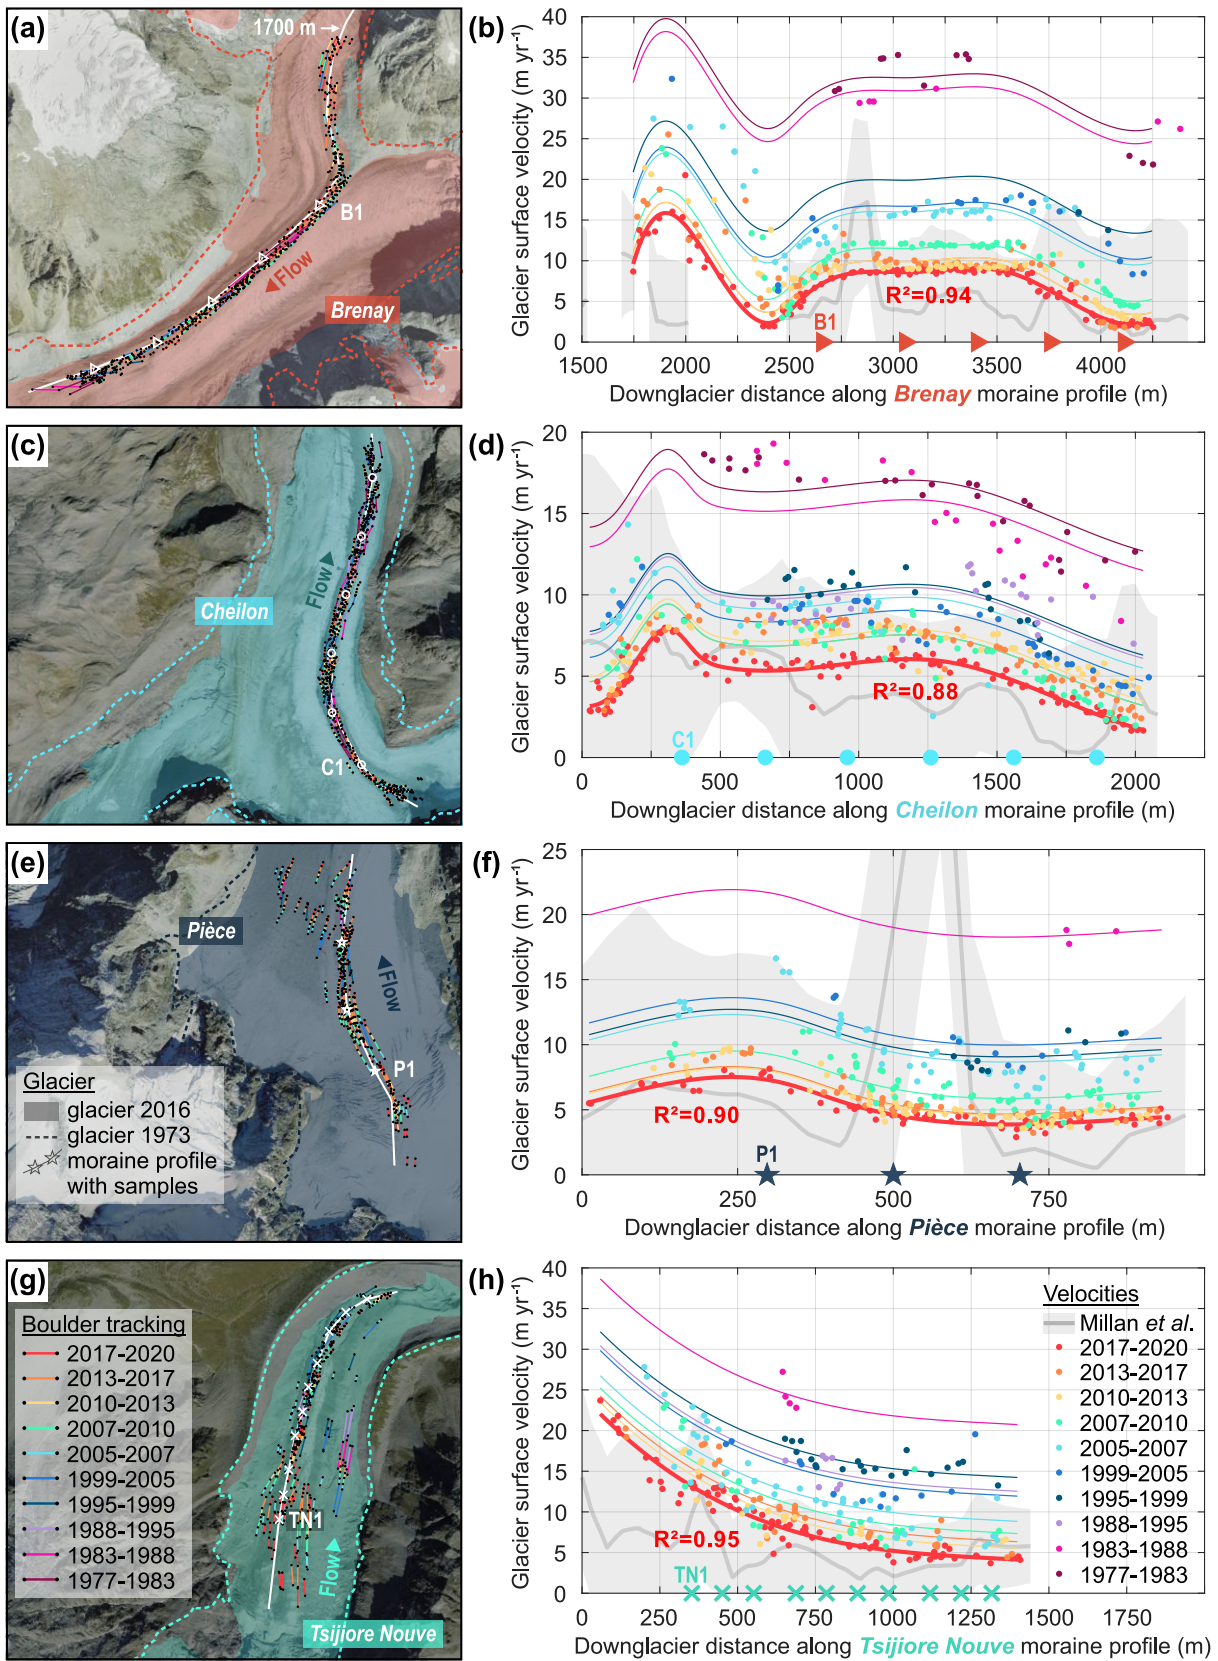 (a)
1700 m
B1
Flow
Brenay
(b)
Glacier surface velocity (m yr⁻¹)
40
35
30
25
20
15
10
5
0
R²=0.94
B1
1500
2000
2500
3000
3500
4000
Downglacier distance along Brenay moraine profile (m)
(c)
Flow
Cheilon
C1
(d)
Glacier surface velocity (m yr⁻¹)
20
15
10
5
0
R²=0.88
C1
0
500
1000
1500
2000
Downglacier distance along Cheilon moraine profile (m)
(e)
Pièce
Flow
P1
Glacier
glacier 2016
glacier 1973
moraine profile
with samples
(f)
Glacier surface velocity (m yr⁻¹)
25
20
15
10
5
0
R²=0.90
P1
0
250
500
750
Downglacier distance along Pièce moraine profile (m)
(g)
Boulder tracking
2017-2020
2013-2017
2010-2013
2007-2010
2005-2007
1999-2005
1995-1999
1988-1995
1983-1988
1977-1983
TN1
Flow
Tsijiore Nouve
(h)
Glacier surface velocity (m yr⁻¹)
40
35
30
25
20
15
10
5
0
R²=0.95
TN1
Velocities
Millan et al.
2017-2020
2013-2017
2010-2013
2007-2010
2005-2007
1999-2005
1995-1999
1988-1995
1983-1988
1977-1983
0
250
500
750
1000
1250
1500
1750
Downglacier distance along Tsijiore Nouve moraine profile (m)